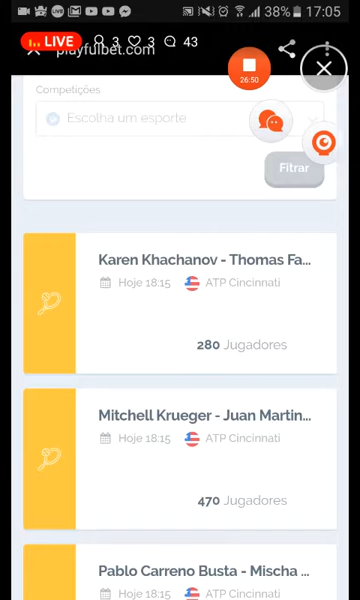 38% 17:05
LIVE 3 3 43
playfulbet.com
26:50
Competições
Escolha um esporte
Fitrar
Karen Khachanov - Thomas Fa...
Hoje 18:15 ATP Cincinnati
280 Jugadores
Mitchell Krueger - Juan Martin...
Hoje 18:15 ATP Cincinnati
470 Jugadores
Pablo Carreno Busta - Mischa ...
Hoje 18:15 ATP Cincinnati